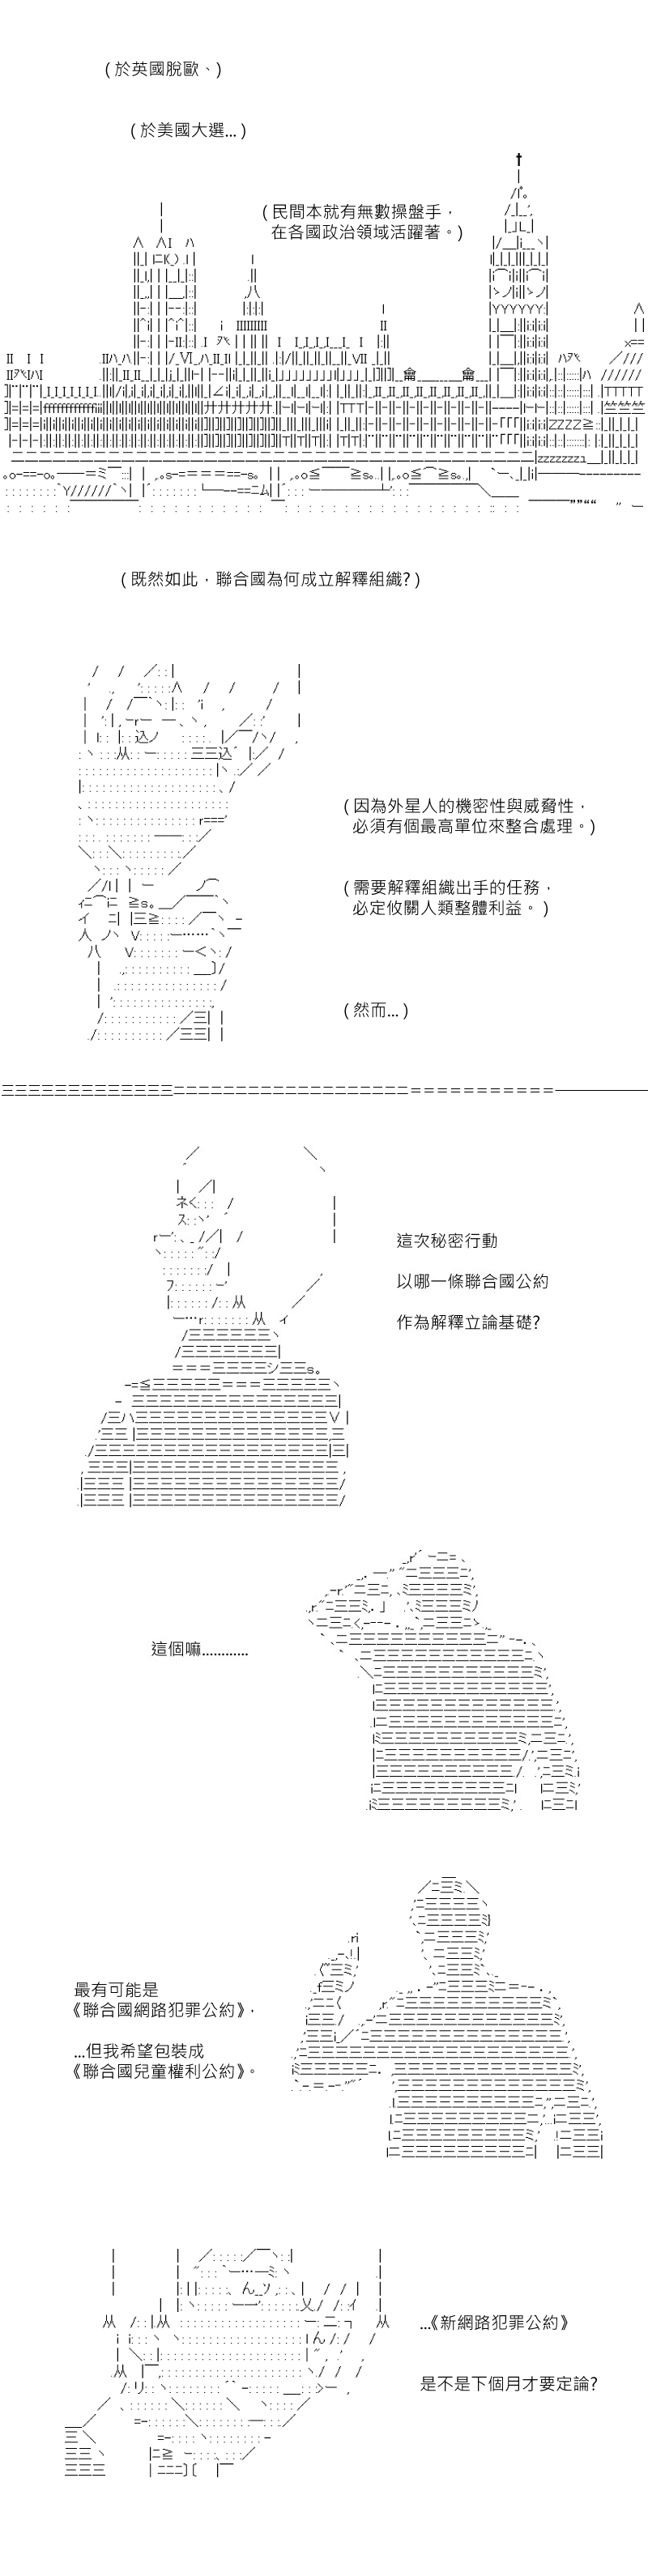 (於英國脫歐、)
(於美國大選...)
(民間本就有無數操盤手，
在各國政治領域活躍著。)
(既然如此，聯合國為何成立解釋組織?)
(因為外星人的機密性與威脅性，
必須有個最高單位來整合處理。)
(需要解釋組織出手的任務，
必定攸關人類整體利益。)
(然而...)
這次秘密行動
以哪一條聯合國公約
作為解釋立論基礎?
這個嘛............
最有可能是
《聯合國網路犯罪公約》，
...但我希望包裝成
《聯合國兒童權利公約》。
...《新網路犯罪公約》
是不是下個月才要定論?